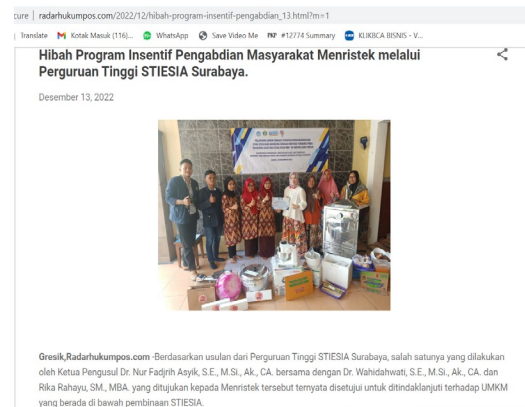 cure | radarhukumpos.com/2022/12/hibah-program-insentif-pengabdian_13.html?m=1
Translate Kotak Masuk (116)... WhatsApp Save Video Me #12774 Summary KLIKBCA BISNIS - V...
Hibah Program Insentif Pengabdian Masyarakat Menristek melalui
Perguruan Tinggi STIESIA Surabaya.
Desember 13, 2022
Gresik,Radarhukumpos.com -Berdasarkan usulan dari Perguruan Tinggi STIESIA Surabaya, salah satunya yang dilakukan
oleh Ketua Pengusul Dr. Nur Fadjrih Asyik, S.E., M.Si., Ak., CA. bersama dengan Dr. Wahidahwati, S.E., M.Si., Ak., CA. dan
Rika Rahayu, SM., MBA. yang ditujukan kepada Menristek tersebut ternyata disetujui untuk ditindaklanjuti terhadap UMKM
yang berada di bawah pembinaan STIESIA.